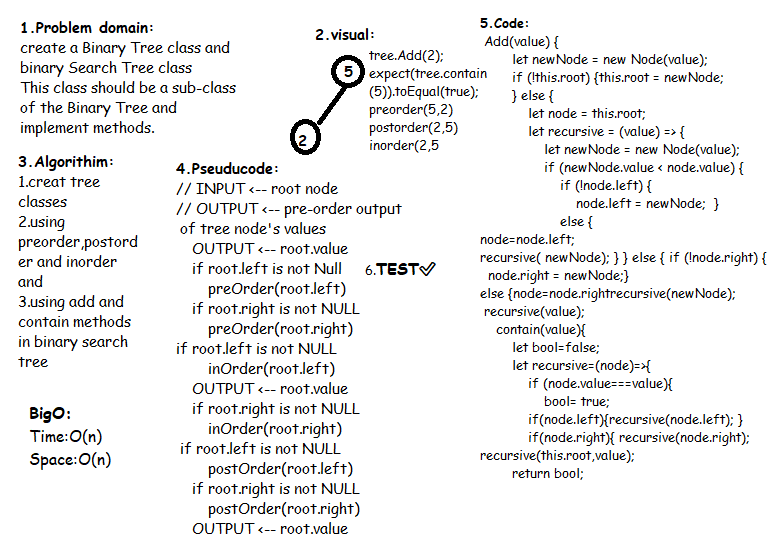 1.Problem domain:
create a Binary Tree class and
binary Search Tree class
This class should be a sub-class
of the Binary Tree and
implement methods.
2.visual:
5
2
tree.Add(2);
expect(tree.contain
(5)).toEqual(true);
preorder(5,2)
postorder(2,5)
inorder(2,5
3.Algorithim:
1.creat tree
classes
2.using
preorder,postord
er and inorder
and
3.using add and
contain methods
in binary search
tree
BigO:
Time:O(n)
Space:O(n)
4.Pseuducode:
// INPUT <-- root node
// OUTPUT <-- pre-order output
of tree node's values
OUTPUT <-- root.value
if root.left is not Null
preOrder(root.left)
if root.right is not NULL
preOrder(root.right)
if root.left is not NULL
inOrder(root.left)
OUTPUT <-- root.value
if root.right is not NULL
inOrder(root.right)
if root.left is not NULL
postOrder(root.left)
if root.right is not NULL
postOrder(root.right)
OUTPUT <-- root.value
6.TEST✓
5.Code:
Add(value) {
let newNode = new Node(value);
if (!this.root) {this.root = newNode;
} else {
let node = this.root;
let recursive = (value) => {
let newNode = new Node(value);
if (newNode.value < node.value) {
if (!node.left) {
node.left = newNode; }
else {
node=node.left;
recursive( newNode); } } else { if (!node.right) {
node.right = newNode;}
else {node=node.rightrecursive(newNode);
recursive(value);
contain(value){
let bool=false;
let recursive=(node)=>{
if (node.value===value){
bool= true;
if(node.left){recursive(node.left); }
if(node.right){ recursive(node.right);
recursive(this.root,value);
return bool;